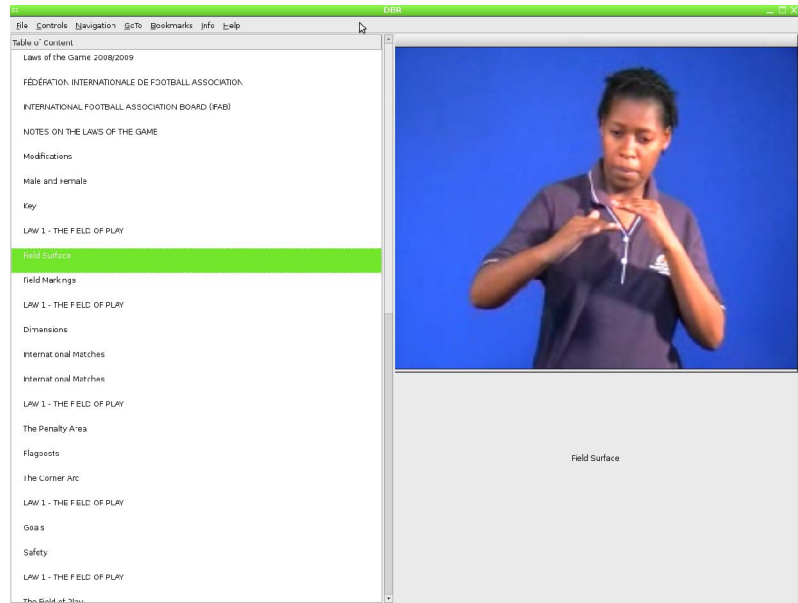 DBR
File Controls Navigation GoTo Bookmarks Info Help
Table of Content
Laws of the Game 2008/2009
FÉDÉRATION INTERNATIONALE DE FOOTBALL ASSOCIATION
INTERNATIONAL FOOTBALL ASSOCIATION BOARD (IFAB)
NOTES ON THE LAWS OF THE GAME
Modifications
Male and Female
Key
LAW 1 - THE FIELD OF PLAY
Field Surface
Field Markings
LAW 1 - THE FIELD OF PLAY
Dimensions
International Matches
International Matches
LAW 1 - THE FIELD OF PLAY
The Penalty Area
Flagposts
The Corner Arc
LAW 1 - THE FIELD OF PLAY
Goals
Safety
LAW 1 - THE FIELD OF PLAY
The Field of Play
Field Surface